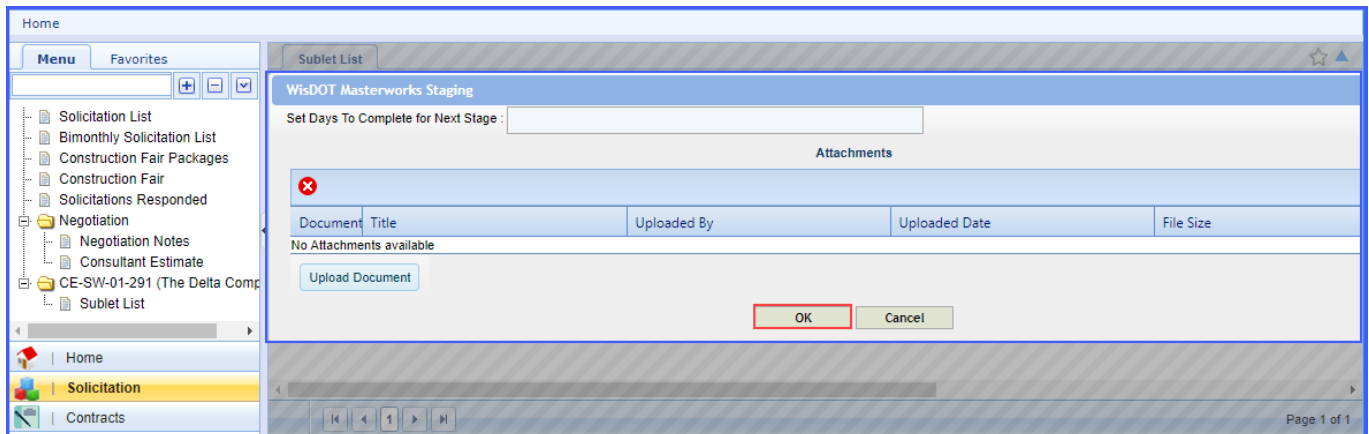 Home
Menu Favorites
Solicitation List
Bimonthly Solicitation List
Construction Fair Packages
Construction Fair
Solicitations Responded
Negotiation
Negotiation Notes
Consultant Estimate
CE-SW-01-291 (The Delta Comp
Sublet List
Home
Solicitation
Contracts
Sublet List
WisDOT Masterworks Staging
Set Days To Complete for Next Stage :
Attachments
Document Title Uploaded By Uploaded Date File Size
No Attachments available
Upload Document
OK Cancel
1 Page 1 of 1